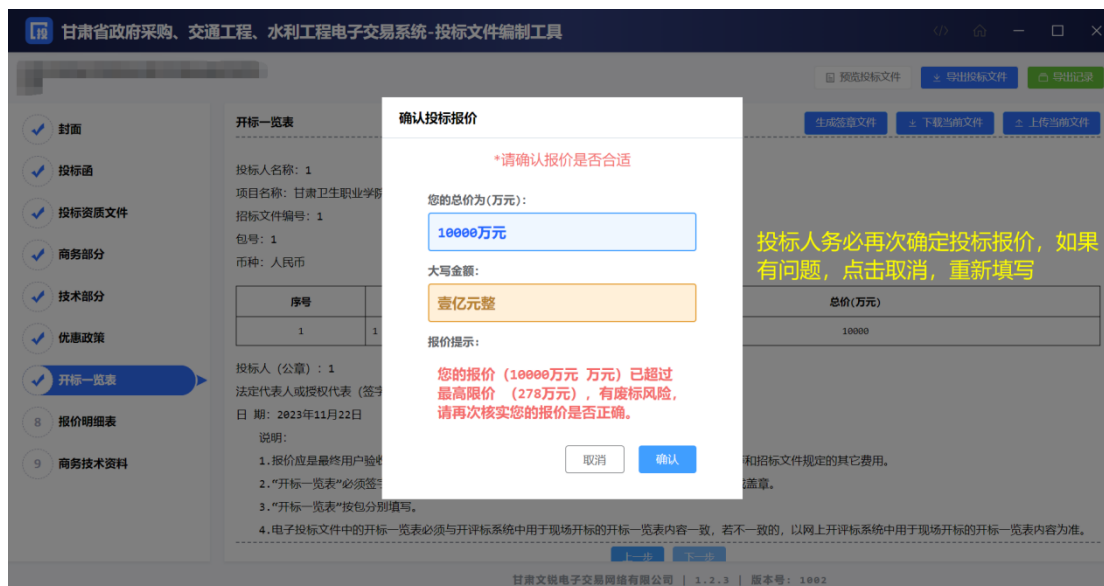 投 甘肃省政府采购、交通工程、水利工程电子交易系统-投标文件编制工具
预览投标文件 导出投标文件 导出记录
封面
投标函
投标资质文件
商务部分
技术部分
优惠政策
开标一览表
8 报价明细表
9 商务技术资料
开标一览表 生成签章文件 下载当前文件 上传当前文件
投标人名称: 1
项目名称: 甘肃卫生职业学院
招标文件编号: 1
包号: 1
币种: 人民币
序号 总价(万元)
1 1 10000
投标人 (公章) : 1
法定代表人或授权代表 (签字
日 期: 2023年11月22日
说明:
1.报价应是最终用户验收 和招标文件规定的其它费用。
2."开标一览表"必须签字 盖章。
3."开标一览表"按包分别填写。
4.电子投标文件中的开标一览表必须与开评标系统中用于现场开标的开标一览表内容一致, 若不一致的, 以网上开评标系统中用于现场开标的开标一览表内容为准。
上一步 下一步
确认投标报价
*请确认报价是否合适
您的总价为(万元):
10000万元
大写金额:
壹亿元整
报价提示:
您的报价 (10000万元 万元) 已超过
最高限价 (278万元) , 有废标风险,
请再次核实您的报价是否正确。
取消 确认
投标人务必再次确定投标报价, 如果
有问题, 点击取消, 重新填写
甘肃文锐电子交易网络有限公司 | 1.2.3 | 版本号: 1002